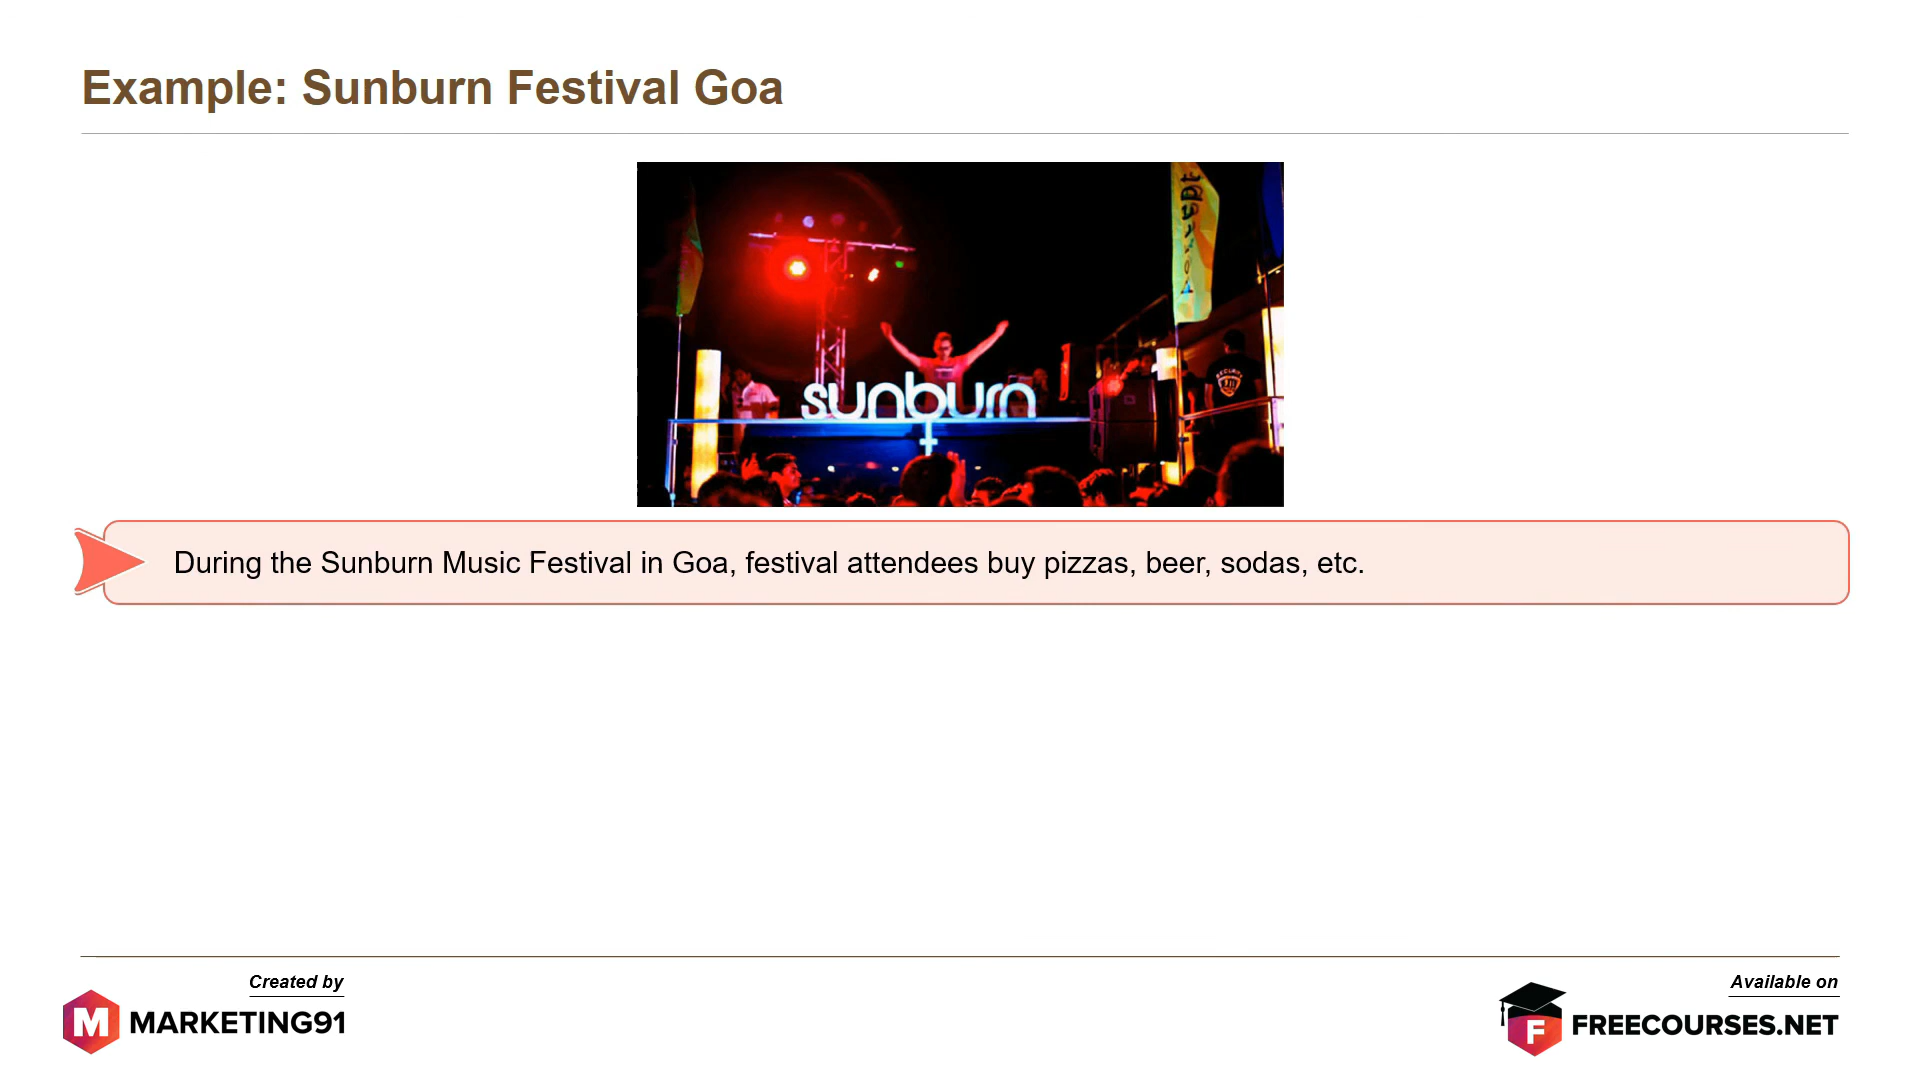 Example: Sunburn Festival Goa
sunburn
SECURITY
During the Sunburn Music Festival in Goa, festival attendees buy pizzas, beer, sodas, etc.
Created by
M MARKETING91
Available on
F FREECOURSES.NET